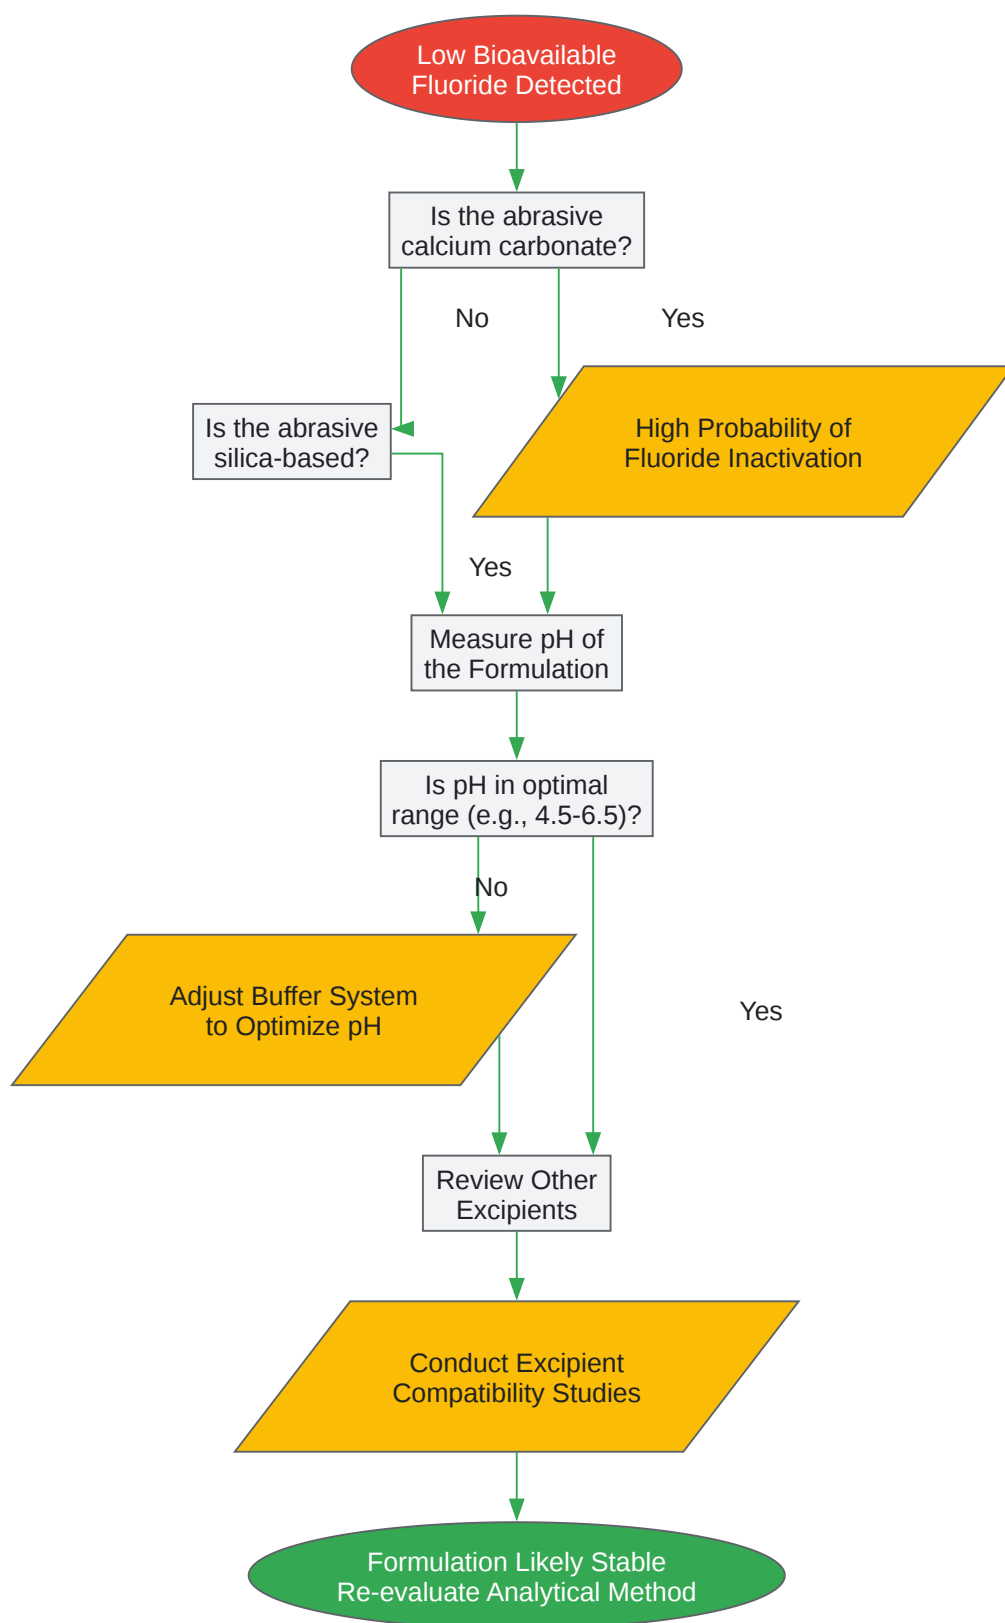 Low Bioavailable
Fluoride Detected
Is the abrasive
calcium carbonate?
No
Yes
Is the abrasive
silica-based?
High Probability of
Fluoride Inactivation
Yes
Measure pH of
the Formulation
Is pH in optimal
range (e.g., 4.5-6.5)?
No
Adjust Buffer System
to Optimize pH
Yes
Review Other
Excipients
Conduct Excipient
Compatibility Studies
Formulation Likely Stable
Re-evaluate Analytical Method